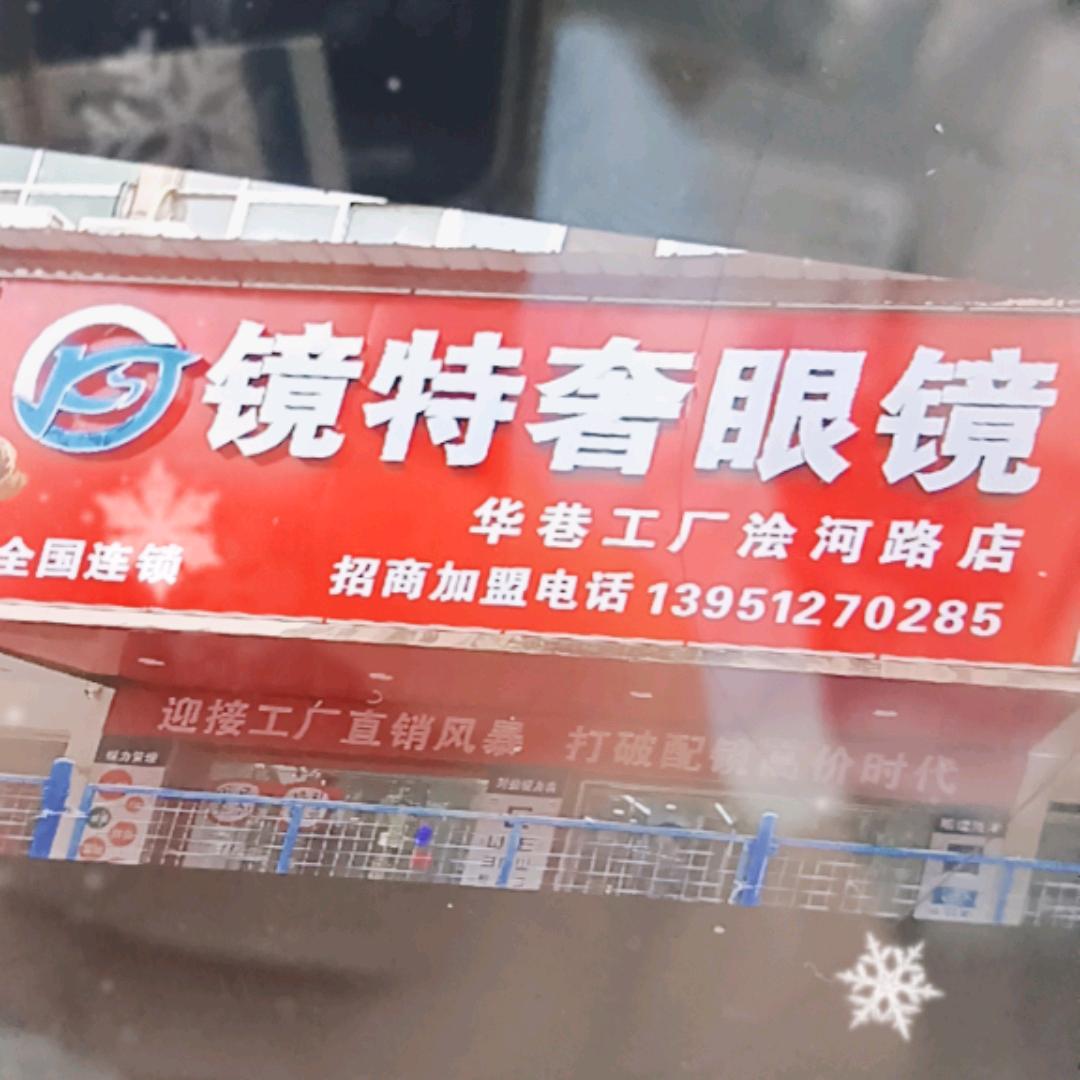 镜特奢眼镜
华巷工厂浍河路店
全国连锁
招商加盟电话 13951270285
迎接工厂直销风暴 打破配镜高价时代